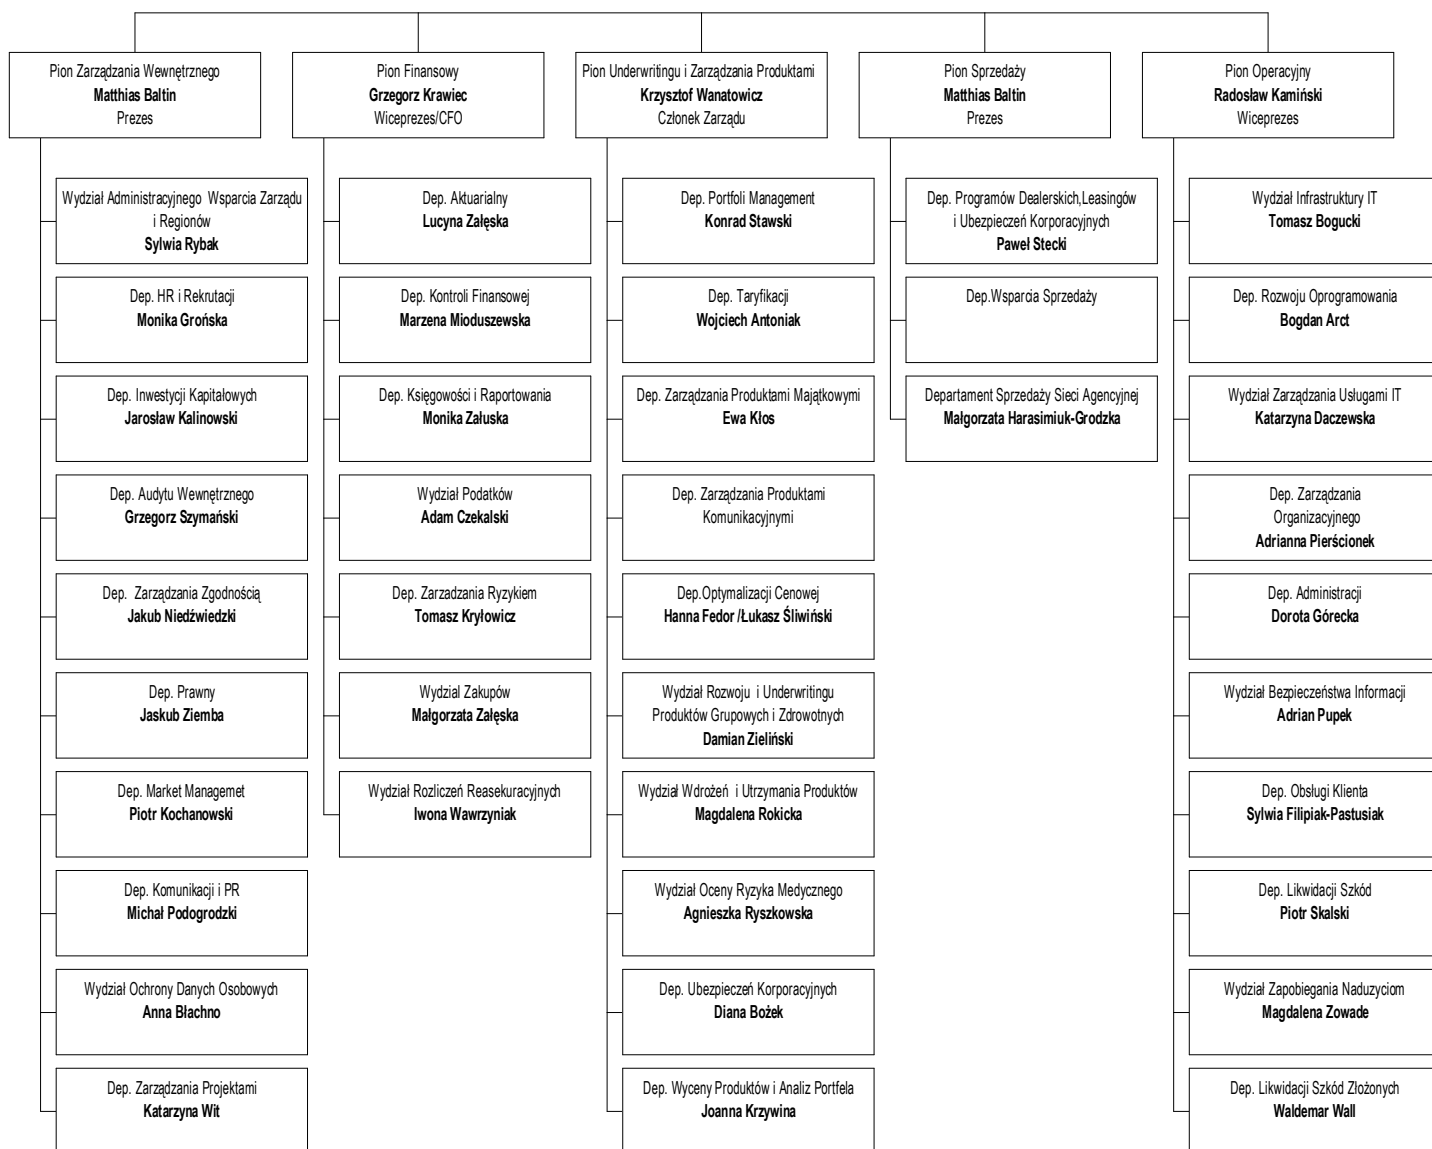 Pion Zarządzania Wewnętrznego
Matthias Baltin
Prezes
Wydział Administracyjnego Wsparcia Zarządu
i Regionów
Sylwia Rybak
Dep. HR i Rekrutacji
Monika Grońska
Dep. Inwestycji Kapitałowych
Jarosław Kalinowski
Dep. Audytu Wewnętrznego
Grzegorz Szymański
Dep. Zarządzania Zgodnością
Jakub Niedźwiedzki
Dep. Prawny
Jaskub Ziemba
Dep. Market Managemet
Piotr Kochanowski
Dep. Komunikacji i PR
Michał Podogrodzki
Wydział Ochrony Danych Osobowych
Anna Błachno
Dep. Zarządzania Projektami
Katarzyna Wit
Pion Finansowy
Grzegorz Krawiec
Wiceprezes/CFO
Dep. Aktuarialny
Lucyna Załęska
Dep. Kontroli Finansowej
Marzena Mioduszewska
Dep. Księgowości i Raportowania
Monika Załuska
Wydział Podatków
Adam Czekalski
Dep. Zarzadzania Ryzykiem
Tomasz Kryłowicz
Wydzial Zakupów
Małgorzata Załęska
Wydział Rozliczeń Reasekuracyjnych
Iwona Wawrzyniak
Pion Underwritingu i Zarządzania Produktami
Krzysztof Wanatowicz
Członek Zarządu
Dep. Portfoli Management
Konrad Stawski
Dep. Taryfikacji
Wojciech Antoniak
Dep. Zarządzania Produktami Majątkowymi
Ewa Kłos
Dep. Zarządzania Produktami
Komunikacyjnymi
Dep.Optymalizacji Cenowej
Hanna Fedor /Łukasz Śliwiński
Wydział Rozwoju i Underwritingu
Produktów Grupowych i Zdrowotnych
Damian Zieliński
Wydział Wdrożeń i Utrzymania Produktów
Magdalena Rokicka
Wydział Oceny Ryzyka Medycznego
Agnieszka Ryszkowska
Dep. Ubezpieczeń Korporacyjnych
Diana Bożek
Dep. Wyceny Produktów i Analiz Portfela
Joanna Krzywina
Pion Sprzedaży
Matthias Baltin
Prezes
Dep. Programów Dealerskich,Leasingów
i Ubezpieczeń Korporacyjnych
Paweł Stecki
Dep.Wsparcia Sprzedaży
Departament Sprzedaży Sieci Agencyjnej
Małgorzata Harasimiuk-Grodzka
Pion Operacyjny
Radosław Kamiński
Wiceprezes
Wydział Infrastruktury IT
Tomasz Bogucki
Dep. Rozwoju Oprogramowania
Bogdan Arct
Wydział Zarządzania Usługami IT
Katarzyna Daczewska
Dep. Zarządzania
Organizacyjnego
Adrianna Pierścionek
Dep. Administracji
Dorota Górecka
Wydział Bezpieczeństwa Informacji
Adrian Pupek
Dep. Obsługi Klienta
Sylwia Filipiak-Pastusiak
Dep. Likwidacji Szkód
Piotr Skalski
Wydział Zapobiegania Naduzyciom
Magdalena Zowade
Dep. Likwidacji Szkód Złożonych
Waldemar Wall